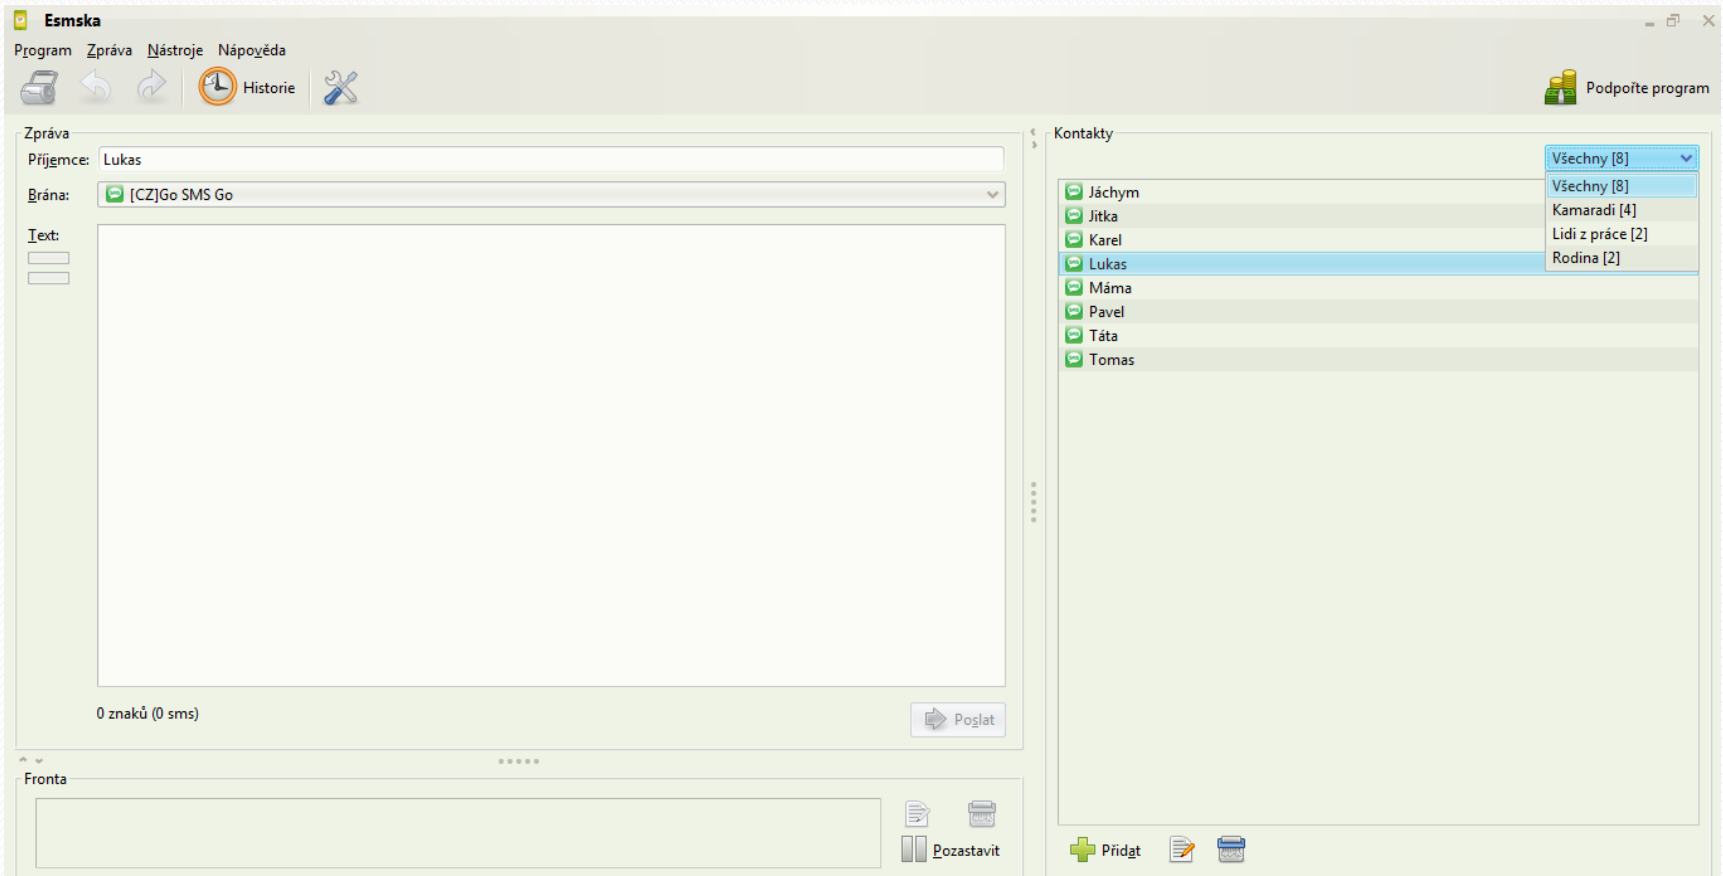 Esmska
Program Zpráva Nástroje Nápověda
Historie
Podpořte program
Zpráva
Příjemce: Lukas
Brána: [CZ]Go SMS Go
Text:
0 znaků (0 sms)
Poslat
Fronta
Pozastavit
Kontakty
Všechny [8]
Všechny [8]
Kamaradi [4]
Lidi z práce [2]
Rodina [2]
Jáchym
Jitka
Karel
Lukas
Máma
Pavel
Táta
Tomas
Přidat